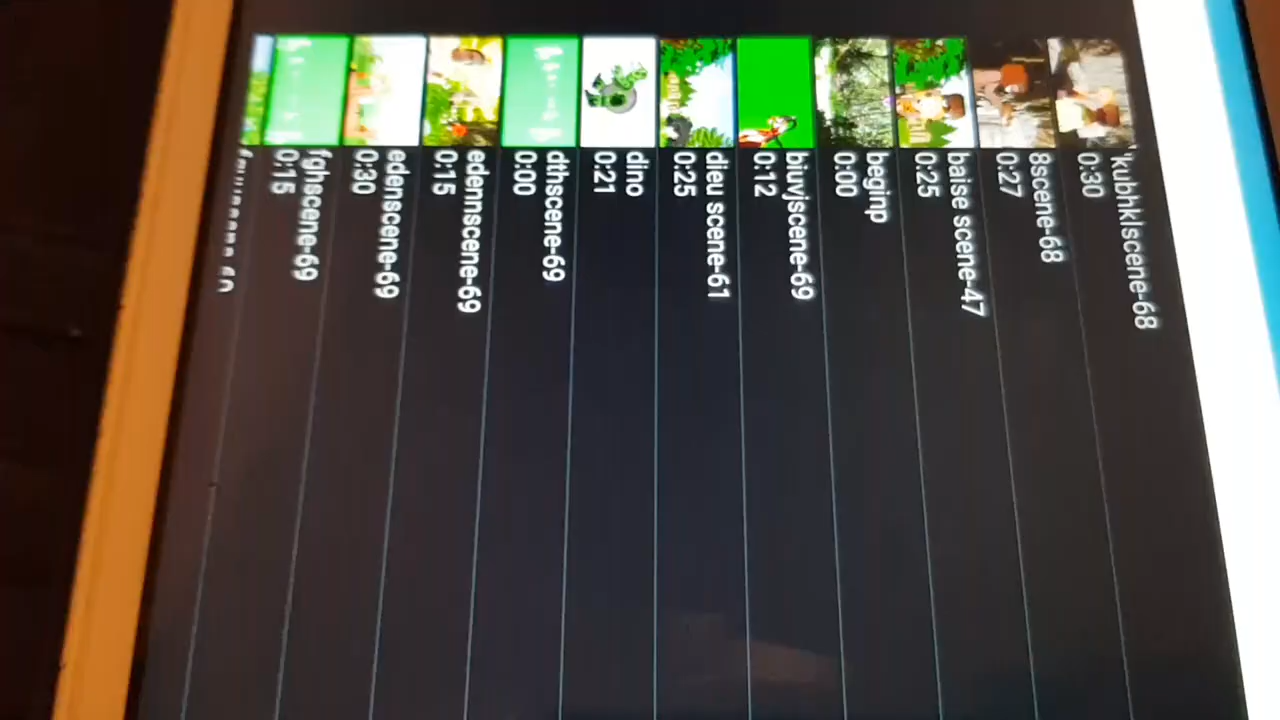 'kubhklscene-68
0:30
8scene-68
0:27
baise scene-47
0:25
beginp
0:00
biuvjscene-69
0:12
dieu scene-61
0:25
dino
0:21
dthscene-69
0:00
edennscene-69
0:15
edenscene-69
0:30
fghscene-69
0:15